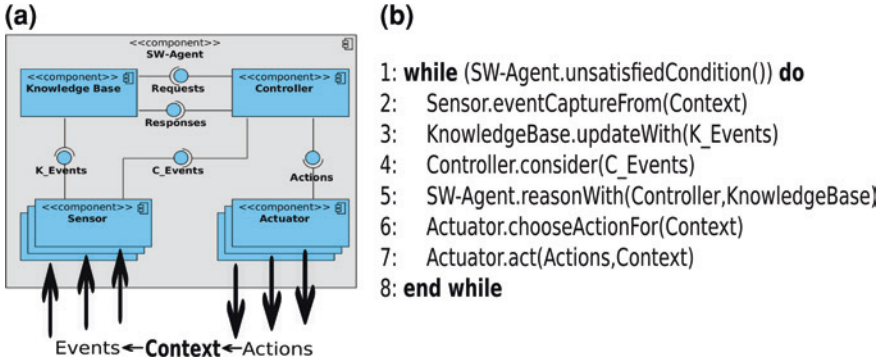 (a)
<<component>>
SW-Agent
<<component>>
Knowledge Base
Requests
<<component>>
Controller
Responses
K_Events
C_Events
Actions
<<component>>
Sensor
<<component>>
Actuator
Events Context Actions
(b)
1: while (SW-Agent.unsatisfiedCondition()) do
2: Sensor.eventCaptureFrom(Context)
3: KnowledgeBase.updateWith(K_Events)
4: Controller.consider(C_Events)
5: SW-Agent.reasonWith(Controller,KnowledgeBase)
6: Actuator.chooseActionFor(Context)
7: Actuator.act(Actions,Context)
8: end while